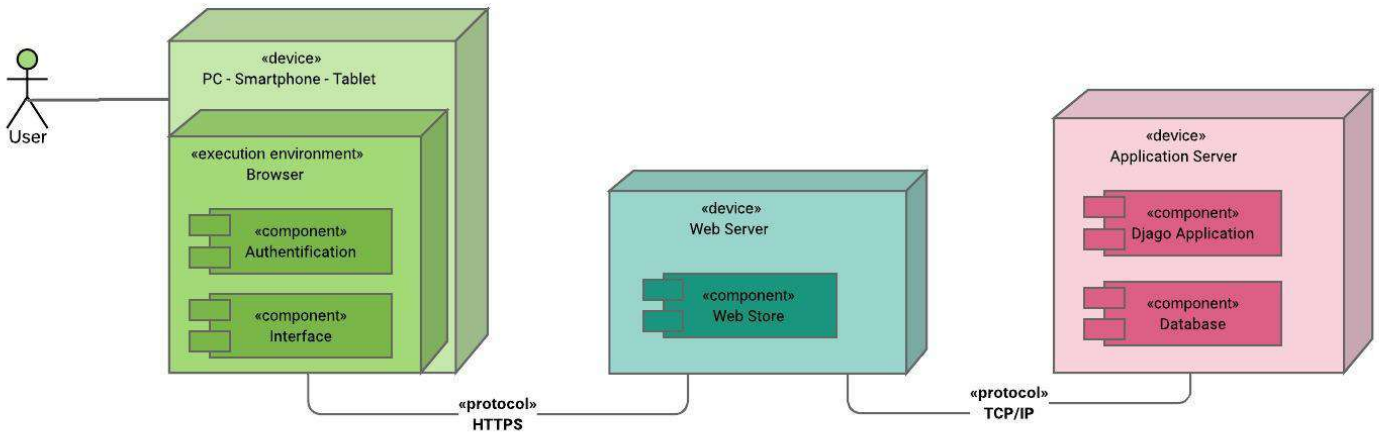 User
«device»
PC - Smartphone - Tablet
«execution environment»
Browser
«component»
Authentification
«component»
Interface
«protocol»
HTTPS
«device»
Web Server
«component»
Web Store
«protocol»
TCP/IP
«device»
Application Server
«component»
Djago Application
«component»
Database